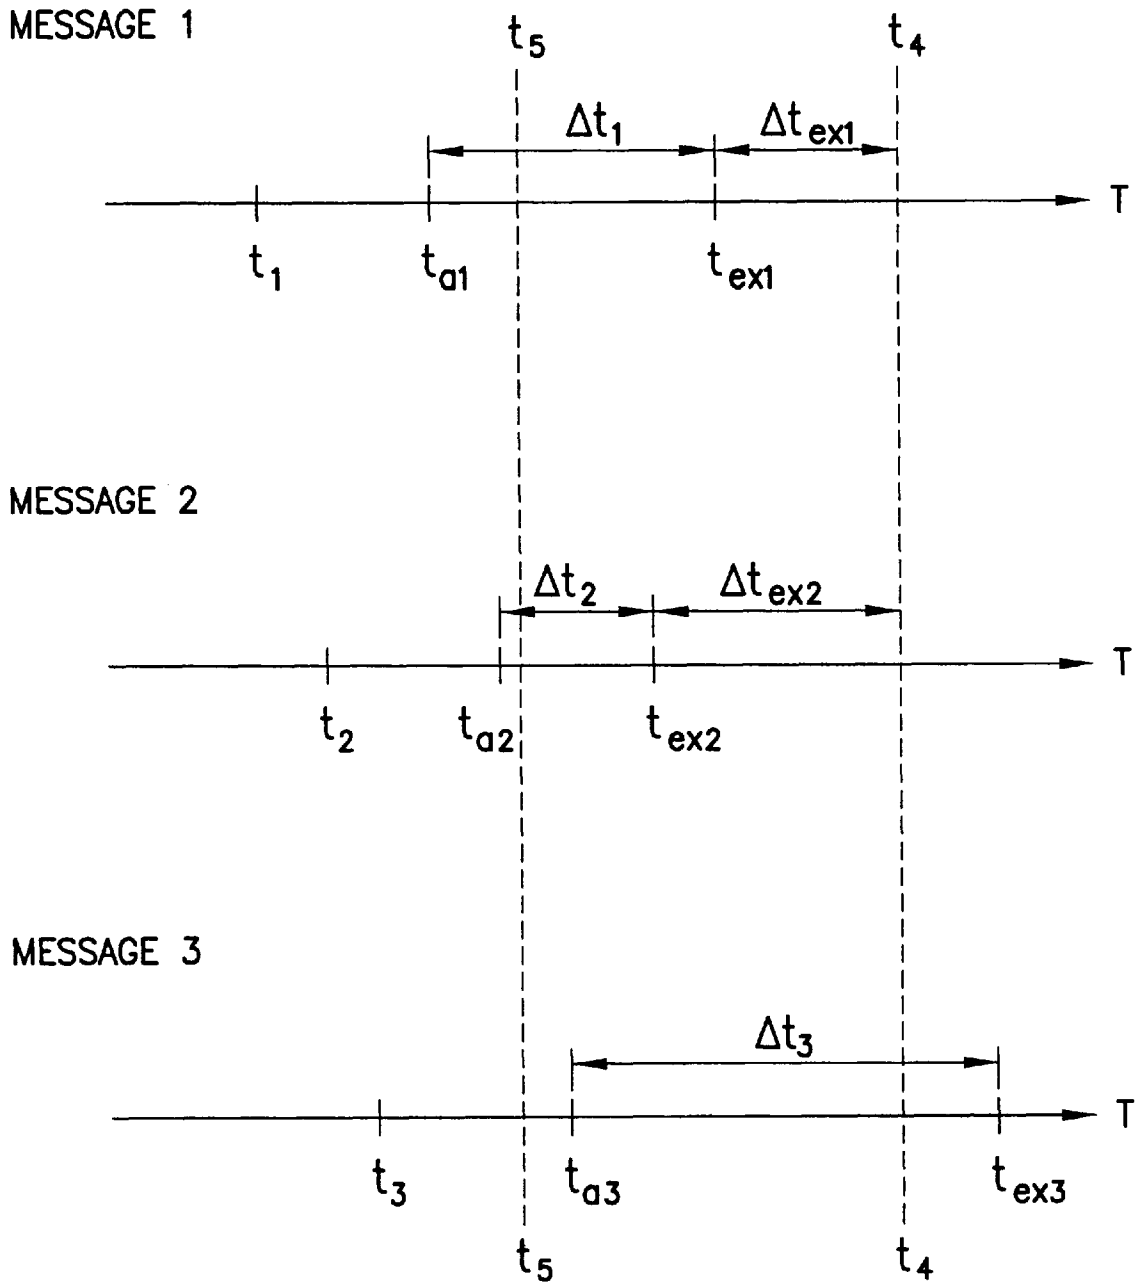 MESSAGE 1
t5 t4
Δt1 Δtex1
T
t1 ta1 tex1
MESSAGE 2
Δt2 Δtex2
T
t2 ta2 tex2
MESSAGE 3
Δt3
T
t3 ta3 tex3
t5 t4